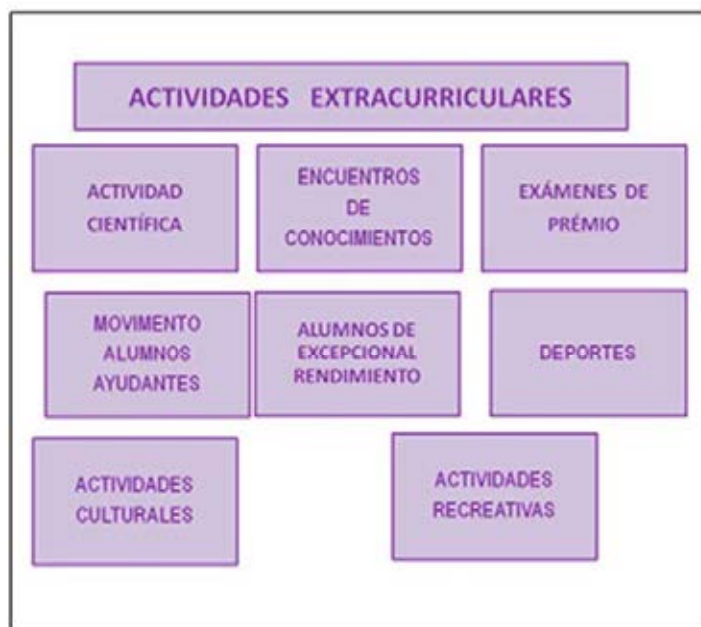 ACTIVIDADES EXTRACURRICULARES
ACTIVIDAD
CIENTÍFICA
ENCUENTROS
DE
CONOCIMIENTOS
EXÁMENES DE
PRÉMIO
MOVIMENTO
ALUMNOS
AYUDANTES
ALUMNOS DE
EXCEPCIONAL
RENDIMIENTO
DEPORTES
ACTIVIDADES
CULTURALES
ACTIVIDADES
RECREATIVAS